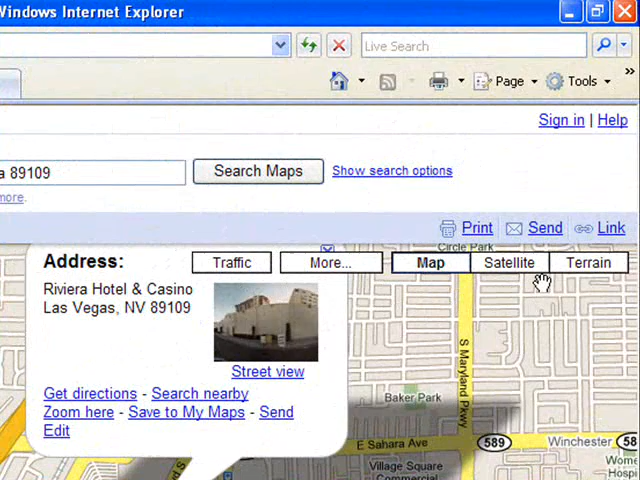 Windows Internet Explorer
Live Search
Page
Tools
Sign in | Help
a 89109
Search Maps
Show search options
more.
Print
Send
Link
Circle Park
Address:
Traffic
More...
Map
Satellite
Terrain
Riviera Hotel & Casino
Las Vegas, NV 89109
Street view
Get directions - Search nearby
Zoom here - Save to My Maps - Send
Edit
S Maryland Pkwy
Baker Park
E Sahara Ave
589
Winchester
58
Village Square
Commercial
Wome
Hospi
d S